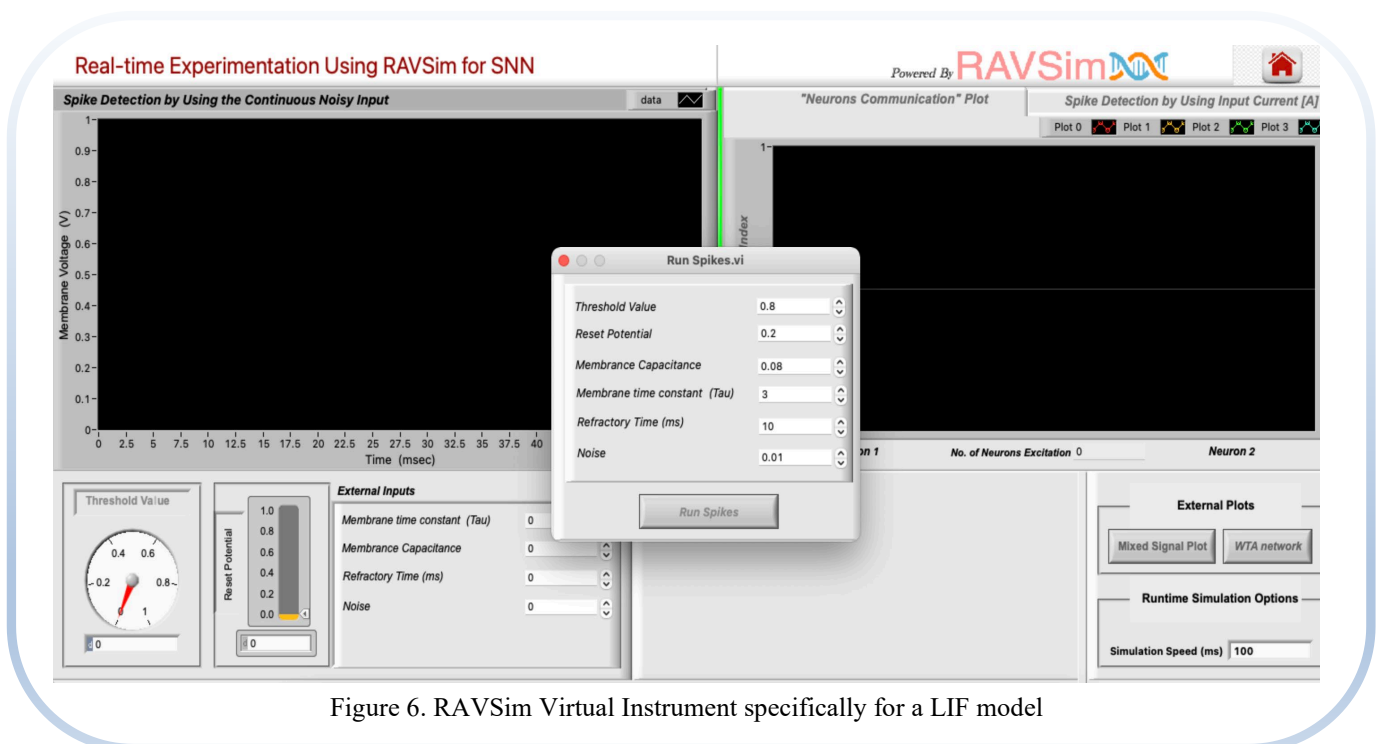 Real-time Experimentation Using RAVSim for SNN
Powered By RAVSim
Spike Detection by Using the Continuous Noisy Input
data
"Neurons Communication" Plot
Spike Detection by Using Input Current [A]
Plot 0 Plot 1 Plot 2 Plot 3
Membrane Voltage (V)
1
0.9
0.8
0.7
0.6
0.5
0.4
0.3
0.2
0.1
0
0 2.5 5 7.5 10 12.5 15 17.5 20 22.5 25 27.5 30 32.5 35 37.5 40
Time (msec)
1
Index
Run Spikes.vi
Threshold Value 0.8
Reset Potential 0.2
Membrance Capacitance 0.08
Membrane time constant (Tau) 3
Refractory Time (ms) 10
Noise 0.01
Run Spikes
on 1
No. of Neurons Excitation 0
Neuron 2
Threshold Value
0 0.2 0.4 0.6 0.8 1
0
Reset Potential
1.0
0.8
0.6
0.4
0.2
0.0
0
External Inputs
Membrane time constant (Tau) 0
Membrance Capacitance 0
Refractory Time (ms) 0
Noise 0
External Plots
Mixed Signal Plot
WTA network
Runtime Simulation Options
Simulation Speed (ms) 100
Figure 6. RAVSim Virtual Instrument specifically for a LIF model